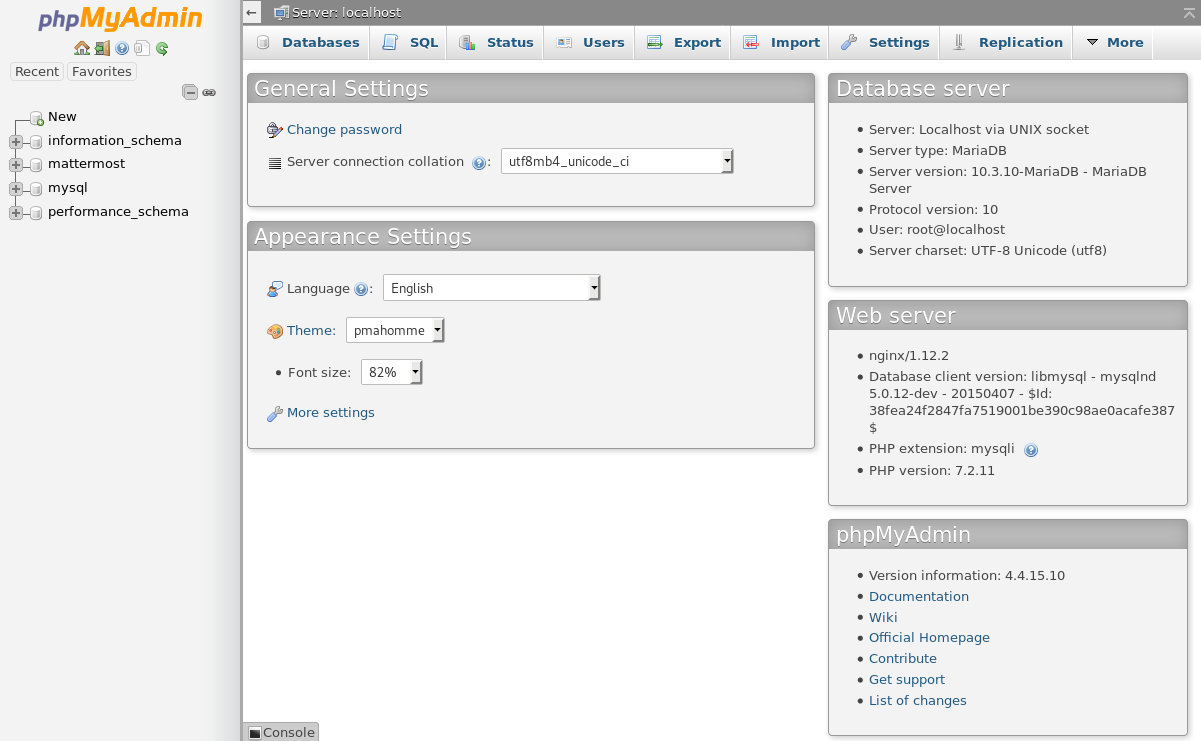 phpMyAdmin
Recent Favorites
New
information_schema
mattermost
mysql
performance_schema
Server: localhost
Databases SQL Status Users Export Import Settings Replication More
General Settings
Change password
Server connection collation : utf8mb4_unicode_ci
Appearance Settings
Language : English
Theme: pmahomme
• Font size: 82%
More settings
Database server
• Server: Localhost via UNIX socket
• Server type: MariaDB
• Server version: 10.3.10-MariaDB - MariaDB
Server
• Protocol version: 10
• User: root@localhost
• Server charset: UTF-8 Unicode (utf8)
Web server
• nginx/1.12.2
• Database client version: libmysql - mysqlnd
5.0.12-dev - 20150407 - $Id:
38fea24f2847fa7519001be390c98ae0acafe387
$
• PHP extension: mysqli
• PHP version: 7.2.11
phpMyAdmin
• Version information: 4.4.15.10
• Documentation
• Wiki
• Official Homepage
• Contribute
• Get support
• List of changes
Console